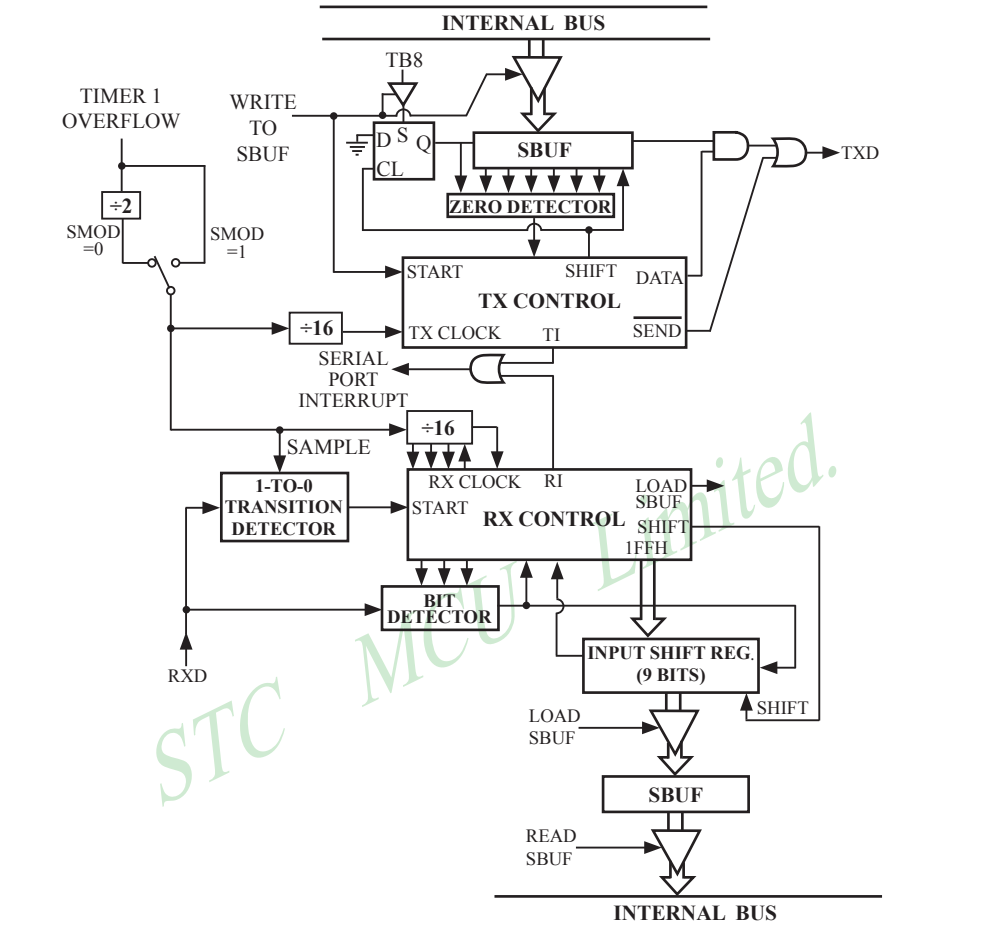 INTERNAL BUS
TB8
TIMER 1
OVERFLOW
WRITE
TO
SBUF
D S Q
CL
SBUF
TXD
÷2
ZERO DETECTOR
SMOD
=0
SMOD
=1
START
SHIFT
DATA
TX CONTROL
÷16
TX CLOCK
TI
SEND
SERIAL
PORT
INTERRUPT
÷16
SAMPLE
RX CLOCK
RI
LOAD
SBUF
1-TO-0
TRANSITION
DETECTOR
START
RX CONTROL
SHIFT
1FFH
BIT
DETECTOR
RXD
INPUT SHIFT REG.
(9 BITS)
SHIFT
LOAD
SBUF
SBUF
READ
SBUF
INTERNAL BUS
STC MCU Limited.